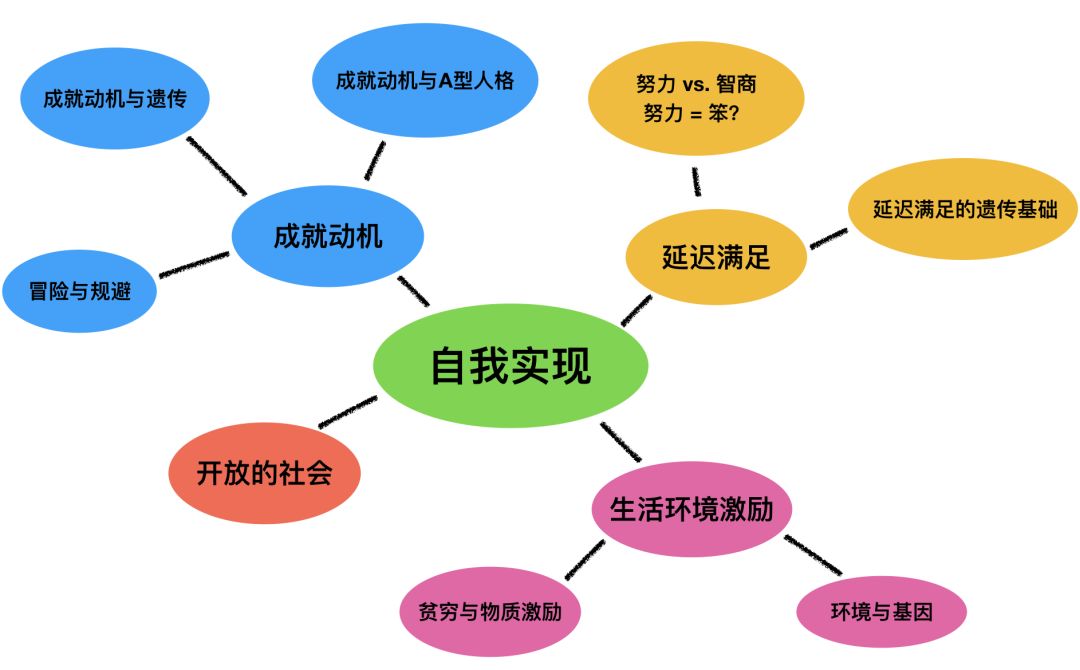 成就动机与遗传
成就动机与A型人格
努力 vs. 智商
努力 = 笨?
成就动机
延迟满足
延迟满足的遗传基础
冒险与规避
自我实现
开放的社会
生活环境激励
贫穷与物质激励
环境与基因